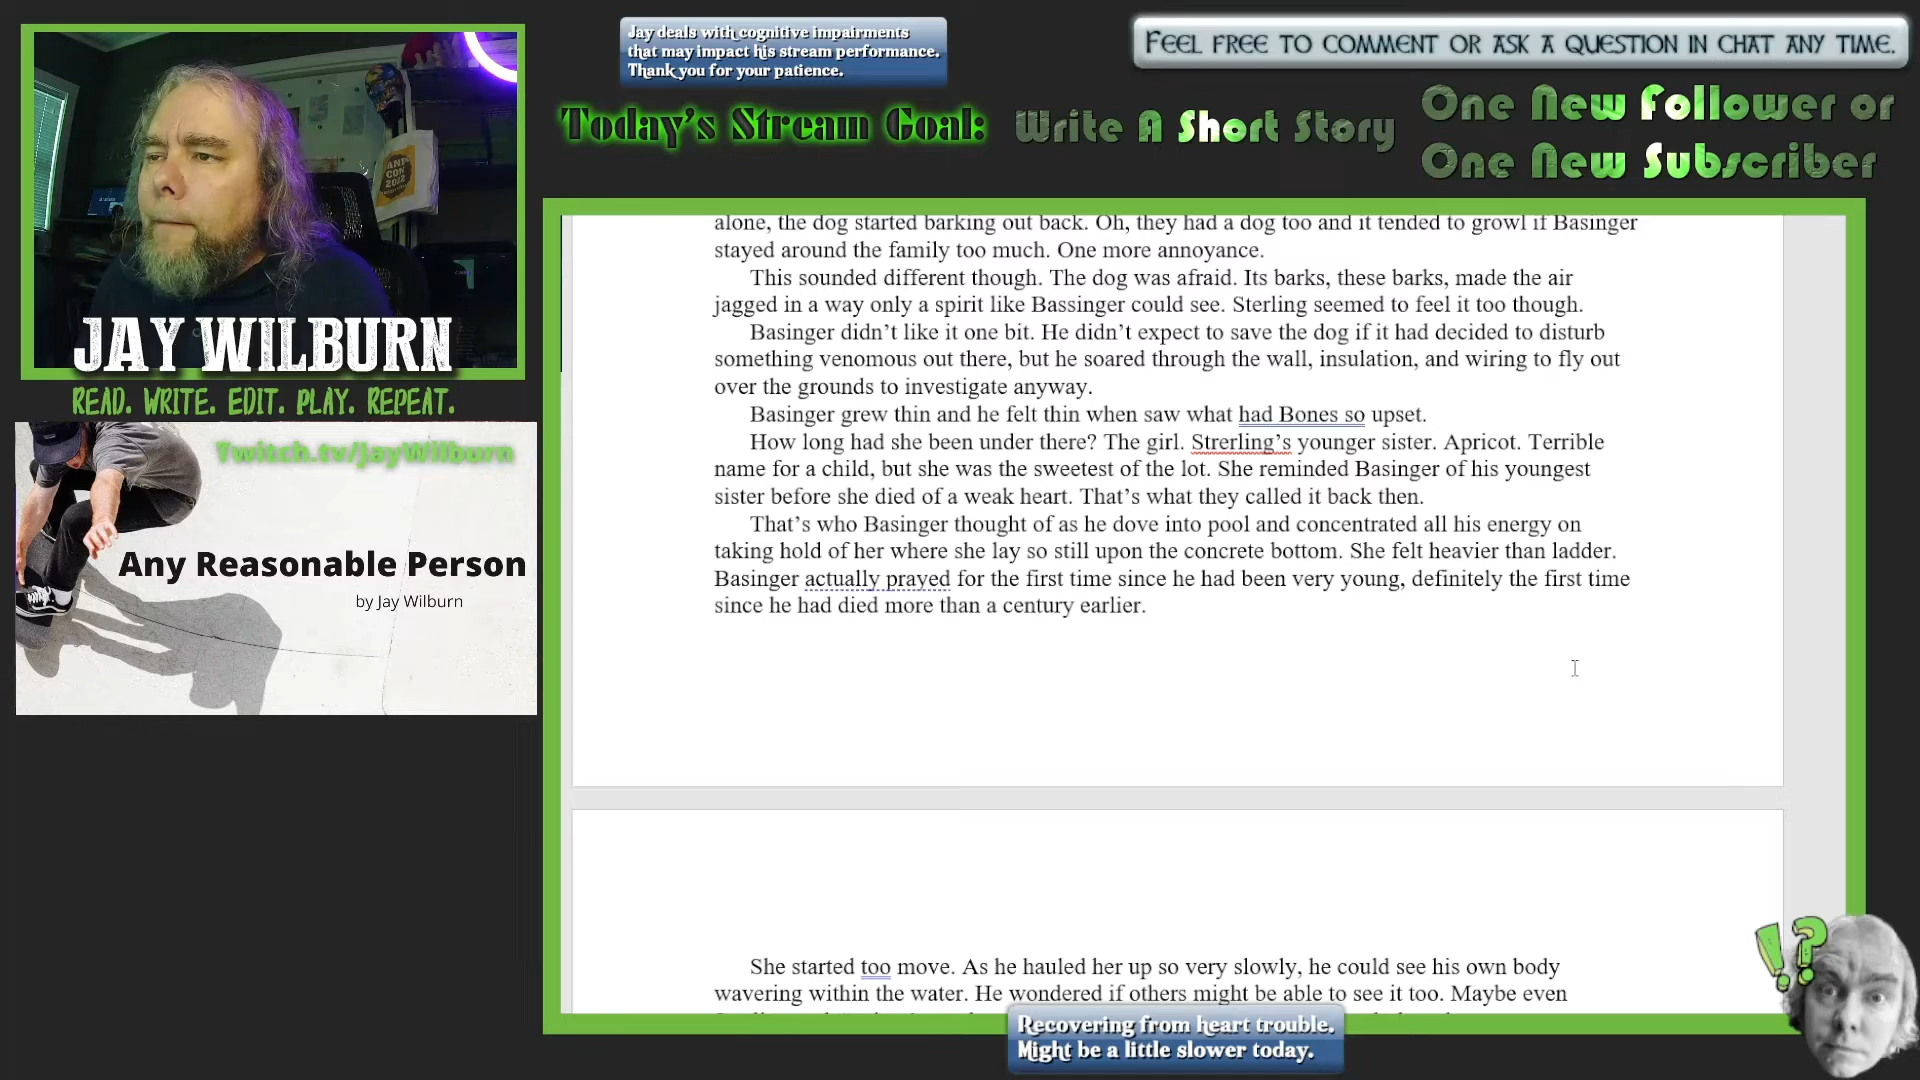 Jay deals with cognitive impairments
that may impact his stream performance.
Thank you for your patience.
Feel free to comment or ask a question in chat any time.
Today's Stream Goal:
Write A Short Story
One New Follower or
One New Subscriber
ANP
CON
2022
JAY WILBURN
READ. WRITE. EDIT. PLAY. REPEAT.
Twitch.tv/JayWilburn
Any Reasonable Person
by Jay Wilburn
alone, the dog started barking out back. Oh, they had a dog too and it tended to growl if Basinger
stayed around the family too much. One more annoyance.
This sounded different though. The dog was afraid. Its barks, these barks, made the air
jagged in a way only a spirit like Bassinger could see. Sterling seemed to feel it too though.
Basinger didn't like it one bit. He didn't expect to save the dog if it had decided to disturb
something venomous out there, but he soared through the wall, insulation, and wiring to fly out
over the grounds to investigate anyway.
Basinger grew thin and he felt thin when saw what had Bones so upset.
How long had she been under there? The girl. Strerling's younger sister. Apricot. Terrible
name for a child, but she was the sweetest of the lot. She reminded Basinger of his youngest
sister before she died of a weak heart. That's what they called it back then.
That's who Basinger thought of as he dove into pool and concentrated all his energy on
taking hold of her where she lay so still upon the concrete bottom. She felt heavier than ladder.
Basinger actually prayed for the first time since he had been very young, definitely the first time
since he had died more than a century earlier.
She started too move. As he hauled her up so very slowly, he could see his own body
wavering within the water. He wondered if others might be able to see it too. Maybe even
Recovering from heart trouble.
Might be a little slower today.
!?